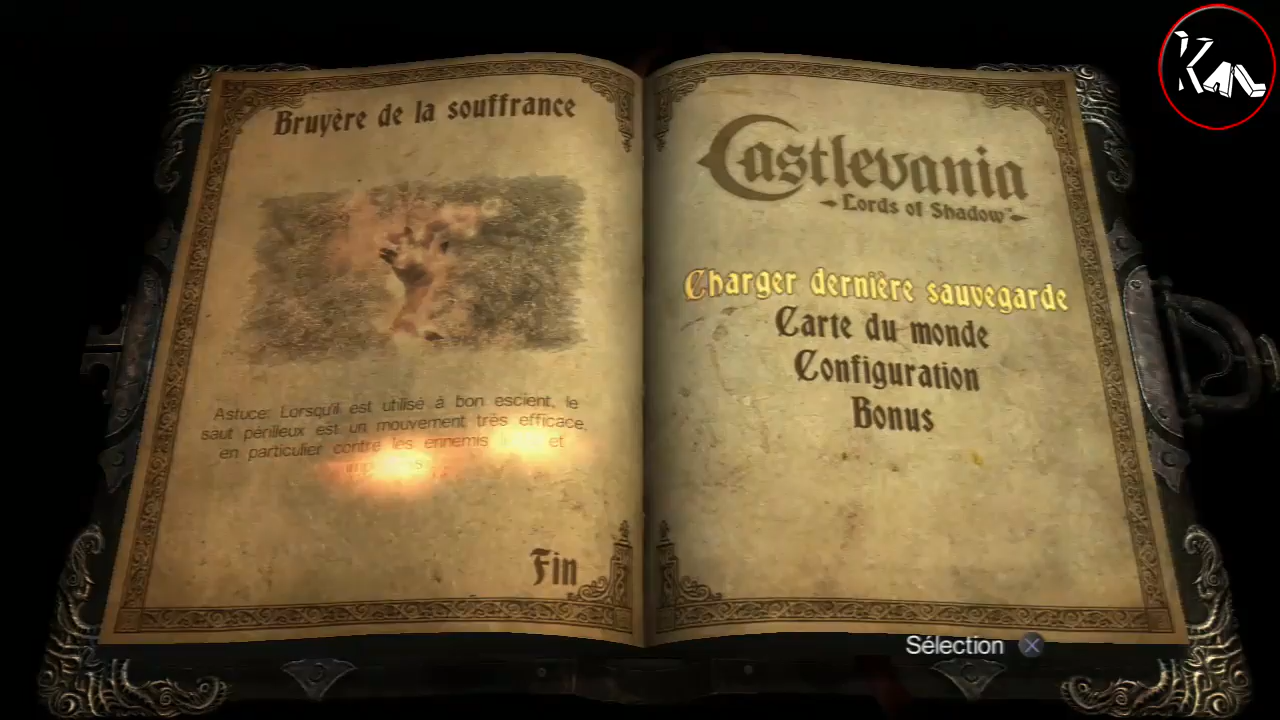 Bruyère de la souffrance
Astuce: Lorsqu'il est utilisé à bon escient, le
saut périlleux est un mouvement très efficace,
en particulier contre les ennemis et
Fin
Castlevania
Lords of Shadow™
Charger dernière sauvegarde
Carte du monde
Configuration
Bonus
Sélection
Kal